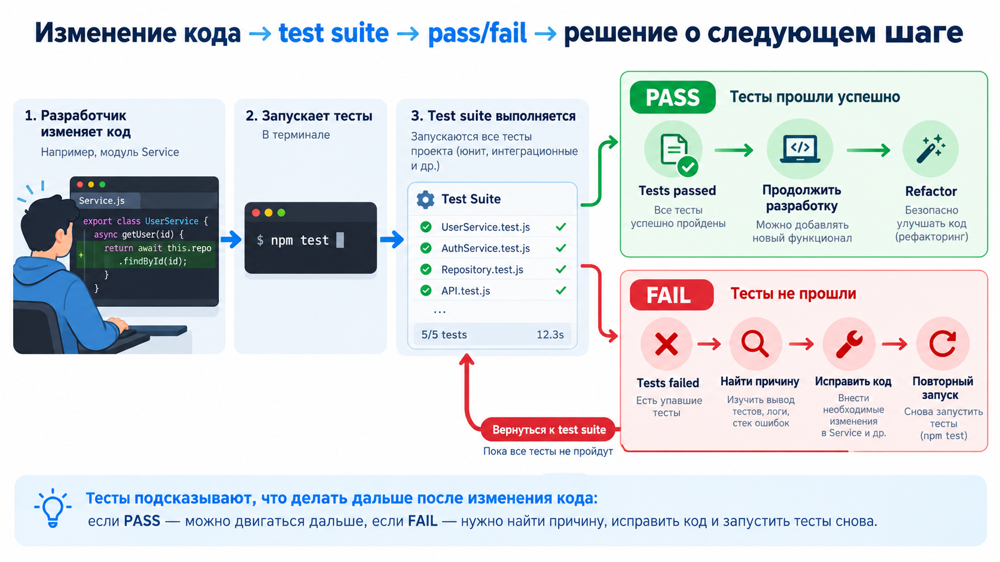 Изменение кода → test suite → pass/fail → решение о следующем шаге
1. Разработчик
изменяет код
Например, модуль Service
Service.js
export class UserService {
async getUser(id) {
return await this.repo
+
.findById(id);
}
}
2. Запускает тесты
В терминале
$ npm test
3. Test suite выполняется
Запускаются все тесты
проекта (юнит, интеграционные
и др.)
Test Suite
UserService.test.js
AuthService.test.js
Repository.test.js
API.test.js
...
5/5 tests 12.3s
PASS Тесты прошли успешно
Tests passed
Все тесты
успешно пройдены
</>
Продолжить
разработку
Можно добавлять
новый функционал
Refactor
Безопасно
улучшать код
(рефакторинг)
FAIL Тесты не прошли
Tests failed
Есть упавшие
тесты
Найти причину
Изучить вывод
тестов, логи,
стек ошибок
Исправить код
Внести
необходимые
изменения
в Service и др.
Повторный
запуск
Снова запустить
тесты
(npm test)
Вернуться к test suite
Пока все тесты не пройдут
Тесты подсказывают, что делать дальше после изменения кода:
если PASS — можно двигаться дальше, если FAIL — нужно найти причину, исправить код и запустить тесты снова.